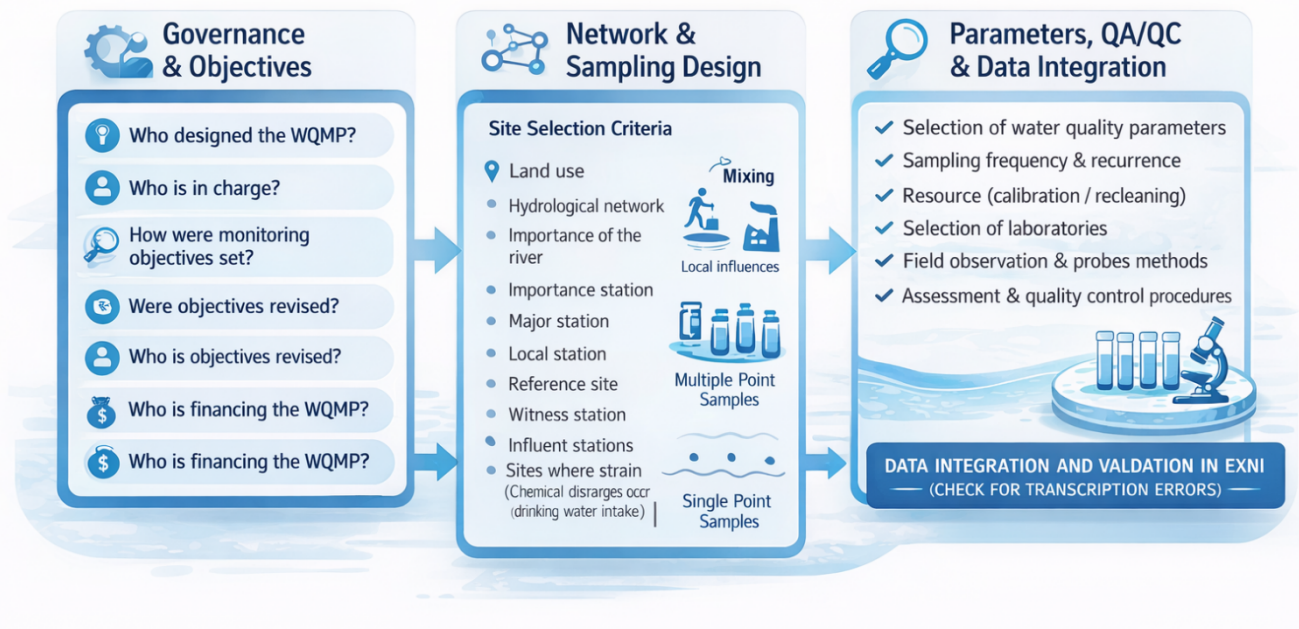 Governance
& Objectives
Who designed the WQMP?
Who is in charge?
How were monitoring
objectives set?
Were objectives revised?
Who is objectives revised?
Who is financing the WQMP?
Who is financing the WQMP?
Network &
Sampling Design
Site Selection Criteria
Land use
Hydrological network
Importance of the
river
Importance station
Major station
Local station
Reference site
Witness station
Influent stations
Sites where strain
(Chemical disrarges occr
(drinking water intake)
Mixing
Local influences
Multiple Point
Samples
Single Point
Samples
Parameters, QA/QC
& Data Integration
Selection of water quality parameters
Sampling frequency & recurrence
Resource (calibration / recleaning)
Selection of laboratories
Field observation & probes methods
Assessment & quality control procedures
DATA INTEGRATION AND VALDATION IN EXNI
(CHECK FOR TRANSCRIPTION ERRORS)